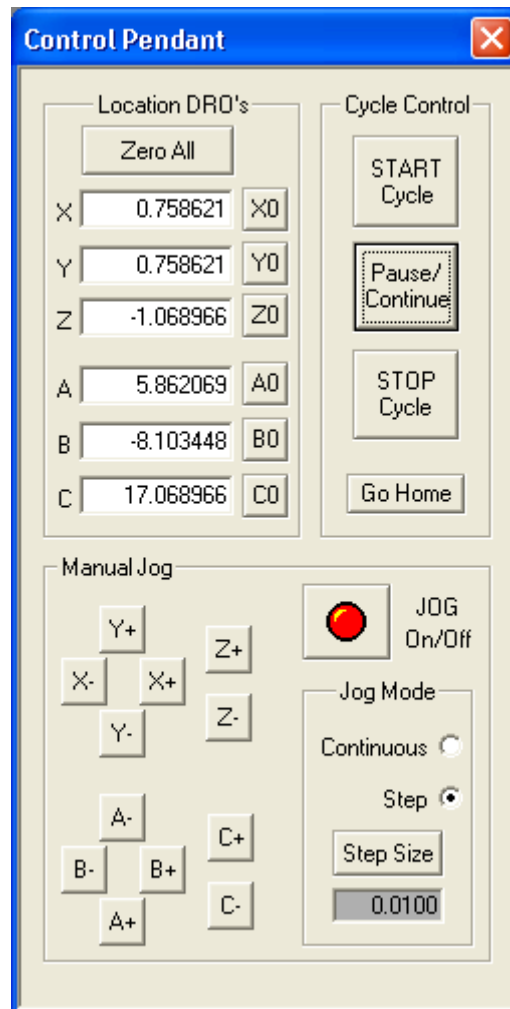 Control Pendant
Location DRO's
Zero All
X 0.758621 X0
Y 0.758621 Y0
Z -1.068966 Z0
A 5.862069 A0
B -8.103448 B0
C 17.068966 C0
Cycle Control
START
Cycle
Pause/
Continue
STOP
Cycle
Go Home
Manual Jog
Y+
X- X+
Y-
Z+
Z-
A-
B- B+
A+
C+
C-
JOG
On/Off
Jog Mode
Continuous
Step
Step Size
0.0100